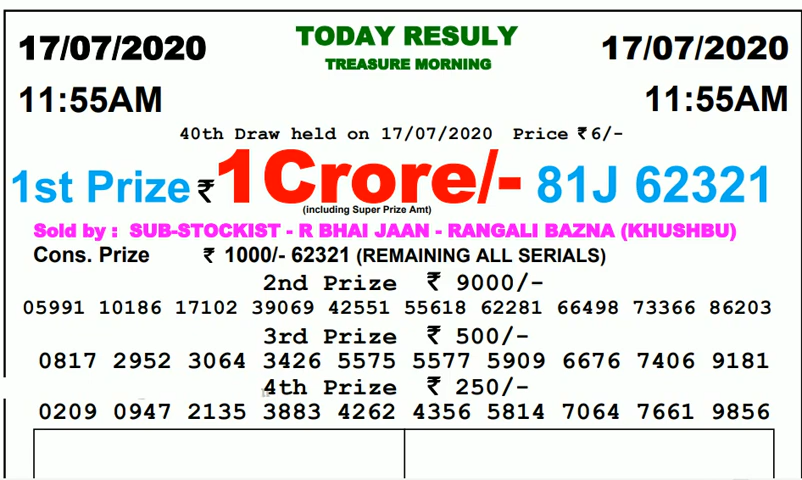 17/07/2020 TODAY RESULY 17/07/2020
TREASURE MORNING
11:55AM 11:55AM
40th Draw held on 17/07/2020 Price ₹6/-
1st Prize ₹ 1Crore/- 81J 62321
(including Super Prize Amt)
Sold by : SUB-STOCKIST - R BHAI JAAN - RANGALI BAZNA (KHUSHBU)
Cons. Prize ₹ 1000/- 62321 (REMAINING ALL SERIALS)
2nd Prize ₹ 9000/-
05991 10186 17102 39069 42551 55618 62281 66498 73366 86203
3rd Prize ₹ 500/-
0817 2952 3064 3426 5575 5577 5909 6676 7406 9181
4th Prize ₹ 250/-
0209 0947 2135 3883 4262 4356 5814 7064 7661 9856